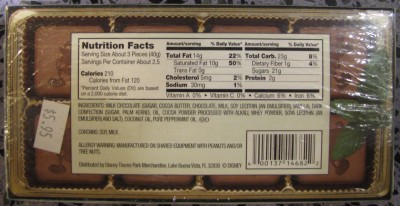 Nutrition Facts
Serving Size About 3 Pieces (40g)
Servings Per Container About 2.5
Calories 210
Calories from Fat 120
*Percent Daily Values (DV) are based on a 2,000 calorie diet.
Amount/serving % Daily Value*
Total Fat 14g 22%
Saturated Fat 10g 50%
Trans Fat 0g
Cholesterol 5mg 2%
Sodium 30mg 1%
Amount/serving % Daily Value*
Total Carb. 23g 8%
Dietary Fiber 1g 4%
Sugars 21g
Protein 2g
Vitamin A 0% • Vitamin C 0% • Calcium 6% • Iron 6%
INGREDIENTS: MILK CHOCOLATE (SUGAR, COCOA BUTTER, CHOCOLATE, MILK, SOY LECITHIN (AN EMULSIFIER), DARK
CONFECTION (SUGAR, PALM KERNEL OIL, COCOA POWDER PROCESSED WITH ALKALI, WHEY POWDER, SOYA LECITHIN (AN
EMULSIFIER) AND SALT), COCONUT OIL, PURE PEPPERMINT OIL
CONTAINS: SOY, MILK.
ALLERGY WARNING: MANUFACTURED ON SHARED EQUIPMENT WITH PEANUTS AND/OR
TREE NUTS.
Distributed by Disney Theme Park Merchandise, Lake Buena Vista, FL 32830 © DISNEY
$5.95
4 00137 14682 2